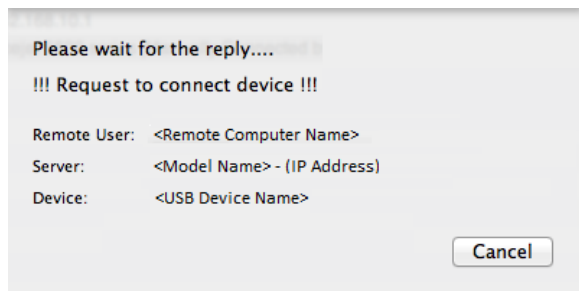 Please wait for the reply....
!!! Request to connect device !!!
Remote User: <Remote Computer Name>
Server: <Model Name> - (IP Address)
Device: <USB Device Name>
Cancel